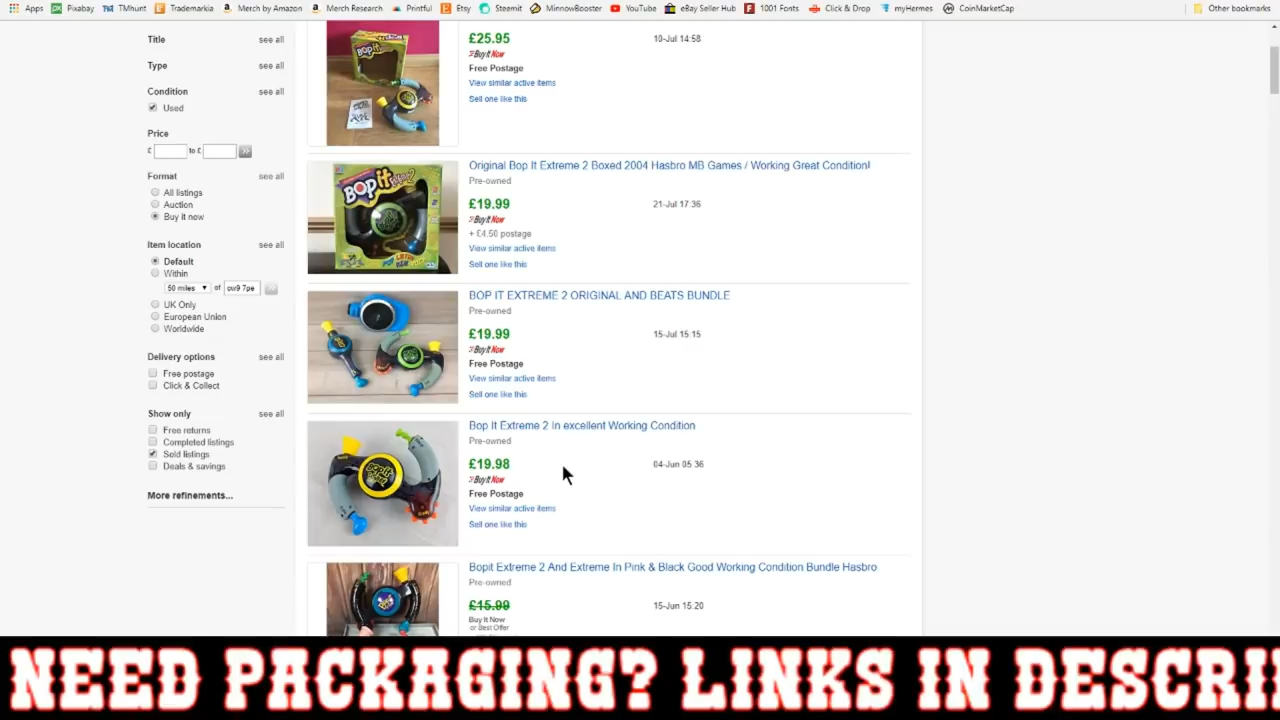 Apps Pixabay TMhunt Trademarkia Merch by Amazon Merch Research Printful Etsy Steemit MinnowBooster YouTube eBay Seller Hub 1001 Fonts Click & Drop myHermes CoinMarketCap Other bookmarks
Title see all
Type see all
Condition see all
Used
Price
£ to £ >>
Format see all
All listings
Auction
Buy it now
Item location see all
Default
Within
50 miles of cw9 7pe >>
UK Only
European Union
Worldwide
Delivery options see all
Free postage
Click & Collect
Show only see all
Free returns
Completed listings
Sold listings
Deals & savings
More refinements...
Bop it
£25.95 10-Jul 14:58
Buy It Now
Free Postage
View similar active items
Sell one like this
Original Bop It Extreme 2 Boxed 2004 Hasbro MB Games / Working Great Condition!
Pre-owned
Bop it
£19.99 21-Jul 17:36
Buy It Now
+ £4.50 postage
View similar active items
Sell one like this
BOP IT EXTREME 2 ORIGINAL AND BEATS BUNDLE
Pre-owned
£19.99 15-Jul 15:15
Buy It Now
Free Postage
View similar active items
Sell one like this
Bop It Extreme 2 In excellent Working Condition
Pre-owned
£19.98 04-Jun 05:36
Buy It Now
Free Postage
View similar active items
Sell one like this
Bopit Extreme 2 And Extreme In Pink & Black Good Working Condition Bundle Hasbro
Pre-owned
£15.99 15-Jun 15:20
Buy It Now
or Best Offer
NEED PACKAGING? LINKS IN DESCRI